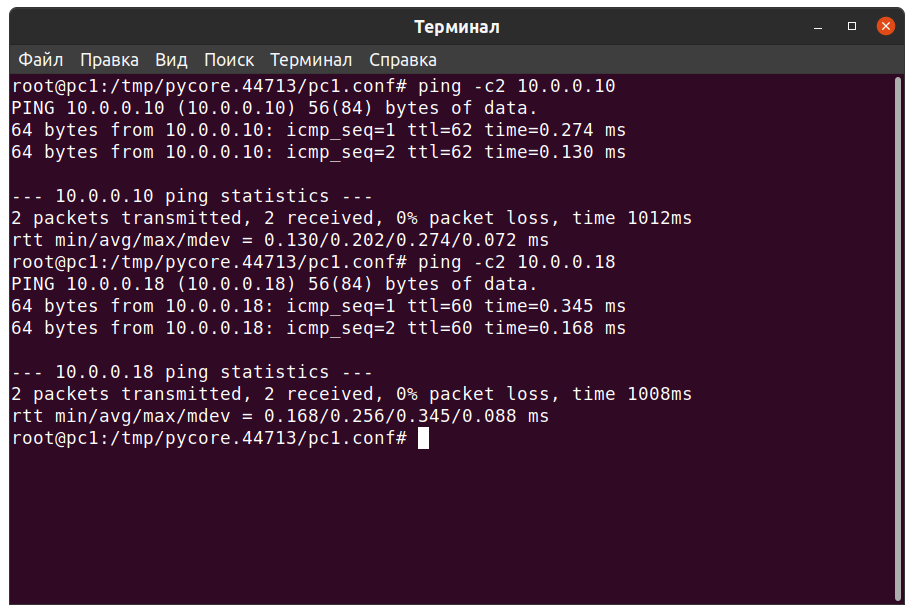 Терминал
Файл Правка Вид Поиск Терминал Справка
root@pc1:/tmp/pycore.44713/pc1.conf# ping -c2 10.0.0.10
PING 10.0.0.10 (10.0.0.10) 56(84) bytes of data.
64 bytes from 10.0.0.10: icmp_seq=1 ttl=62 time=0.274 ms
64 bytes from 10.0.0.10: icmp_seq=2 ttl=62 time=0.130 ms
--- 10.0.0.10 ping statistics ---
2 packets transmitted, 2 received, 0% packet loss, time 1012ms
rtt min/avg/max/mdev = 0.130/0.202/0.274/0.072 ms
root@pc1:/tmp/pycore.44713/pc1.conf# ping -c2 10.0.0.18
PING 10.0.0.18 (10.0.0.18) 56(84) bytes of data.
64 bytes from 10.0.0.18: icmp_seq=1 ttl=60 time=0.345 ms
64 bytes from 10.0.0.18: icmp_seq=2 ttl=60 time=0.168 ms
--- 10.0.0.18 ping statistics ---
2 packets transmitted, 2 received, 0% packet loss, time 1008ms
rtt min/avg/max/mdev = 0.168/0.256/0.345/0.088 ms
root@pc1:/tmp/pycore.44713/pc1.conf#